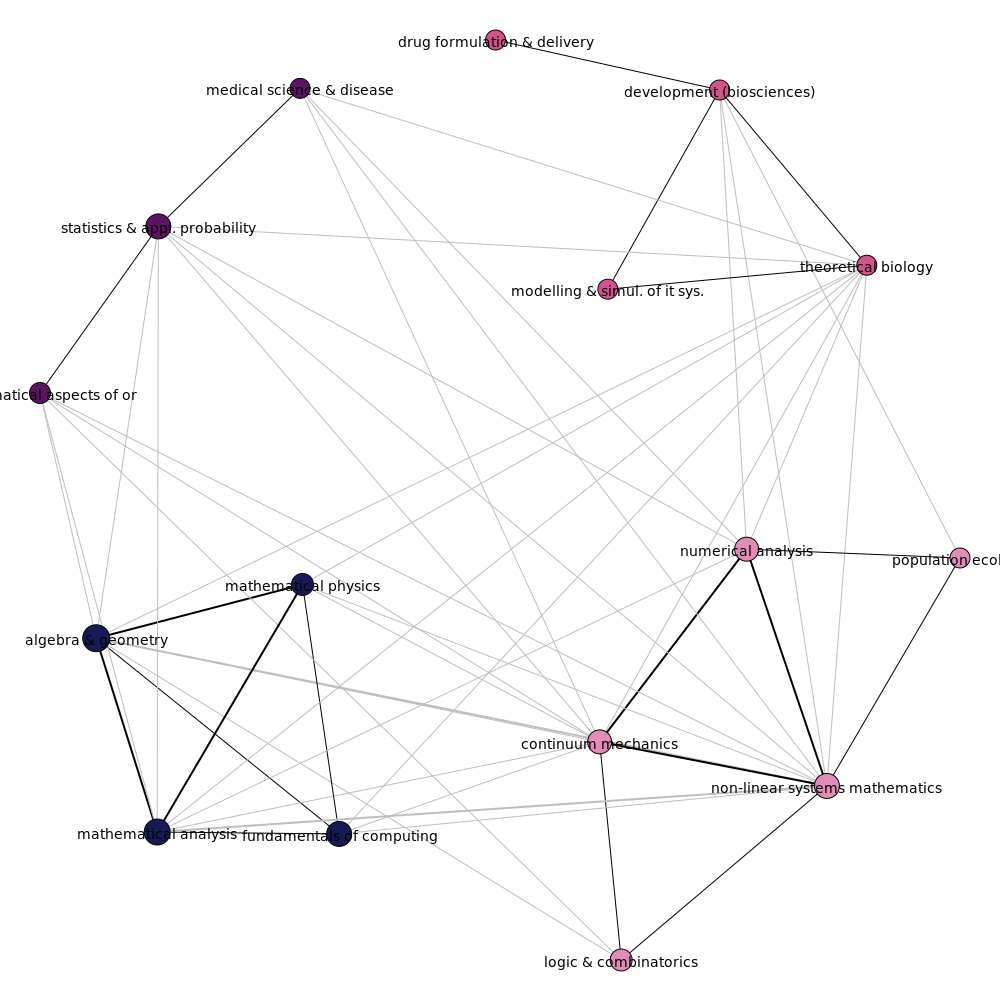 drug formulation & delivery
medical science & disease
development (biosciences)
statistics & appl. probability
theoretical biology
modelling & simul. of it sys.
aspects of or
numerical analysis
population
mathematical physics
algebra & geometry
continuum mechanics
non-linear systems mathematics
mathematical analysis
fundamentals of computing
logic & combinatorics